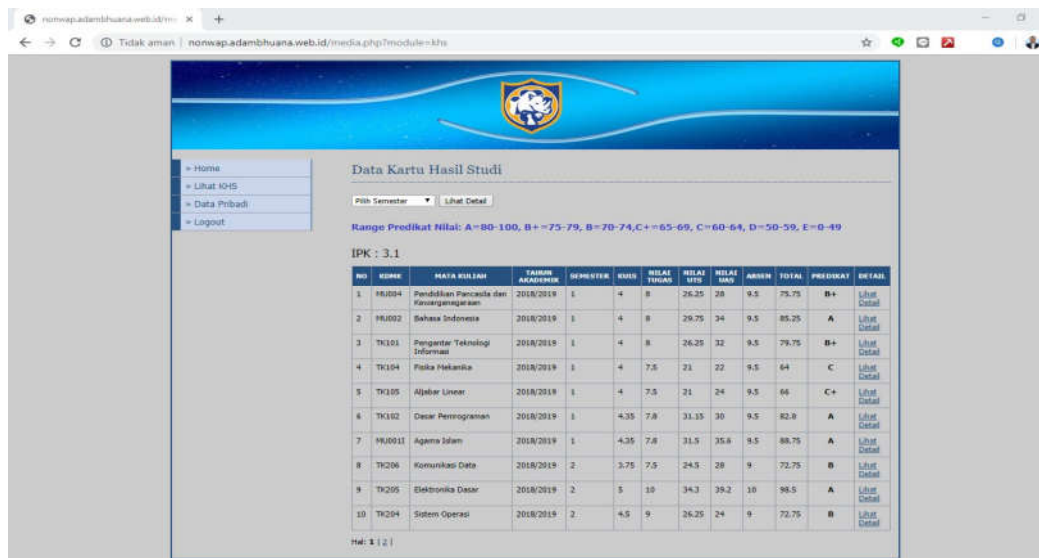 nonwap.adambhuana.web.id/me
Tidak aman | nonwap.adambhuana.web.id/media.php?module=khs
» Home
» Lihat KHS
» Data Pribadi
» Logout
Data Kartu Hasil Studi
Pilih Semester Lihat Detail
Range Predikat Nilai: A=80-100, B+=75-79, B=70-74,C+=65-69, C=60-64, D=50-59, E=0-49
IPK : 3.1
NO KDMK MATA KULIAH TAHUN AKADEMIK SEMESTER KUIS NILAI TUGAS NILAI UTS NILAI UAS ABSEN TOTAL PREDIKAT DETAIL
1 MU004 Pendidikan Pancasila dan Kewarganegaraan 2018/2019 1 4 8 26.25 28 9.5 75.75 B+ Lihat Detail
2 MU002 Bahasa Indonesia 2018/2019 1 4 8 29.75 34 9.5 85.25 A Lihat Detail
3 TK101 Pengantar Teknologi Informasi 2018/2019 1 4 8 26.25 32 9.5 79.75 B+ Lihat Detail
4 TK104 Fisika Mekanika 2018/2019 1 4 7.5 21 22 9.5 64 C Lihat Detail
5 TK105 Aljabar Linear 2018/2019 1 4 7.5 21 24 9.5 66 C+ Lihat Detail
6 TK102 Dasar Pemrograman 2018/2019 1 4.35 7.8 31.15 30 9.5 82.8 A Lihat Detail
7 MU001I Agama Islam 2018/2019 1 4.35 7.8 31.5 35.6 9.5 88.75 A Lihat Detail
8 TK206 Komunikasi Data 2018/2019 2 3.75 7.5 24.5 28 9 72.75 B Lihat Detail
9 TK205 Elektronika Dasar 2018/2019 2 5 10 34.3 39.2 10 98.5 A Lihat Detail
10 TK204 Sistem Operasi 2018/2019 2 4.5 9 26.25 24 9 72.75 B Lihat Detail
Hal: 1 | 2 |